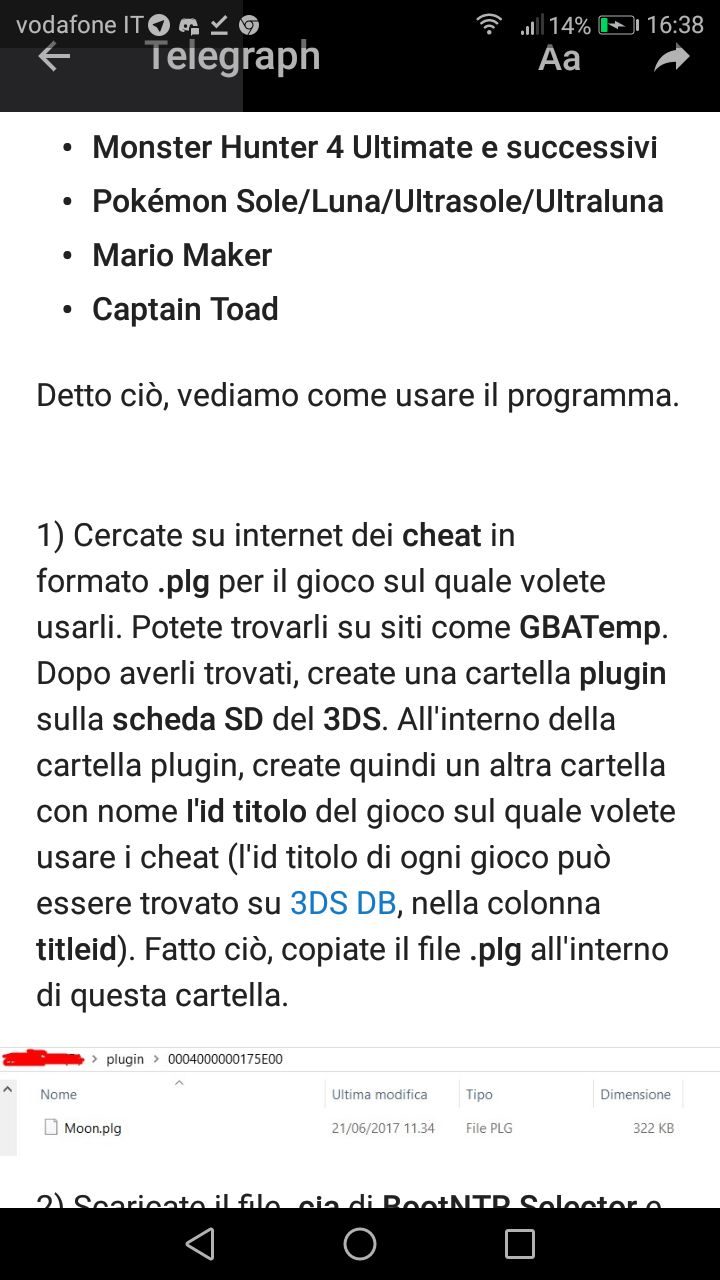 vodafone IT 14% 16:38
Telegraph Aa
• Monster Hunter 4 Ultimate e successivi
• Pokémon Sole/Luna/Ultrasole/Ultraluna
• Mario Maker
• Captain Toad
Detto ciò, vediamo come usare il programma.
1) Cercate su internet dei cheat in
formato .plg per il gioco sul quale volete
usarli. Potete trovarli su siti come GBATemp.
Dopo averli trovati, create una cartella plugin
sulla scheda SD del 3DS. All'interno della
cartella plugin, create quindi un altra cartella
con nome l'id titolo del gioco sul quale volete
usare i cheat (l'id titolo di ogni gioco può
essere trovato su 3DS DB, nella colonna
titleid). Fatto ciò, copiate il file .plg all'interno
di questa cartella.
> plugin > 0004000000175E00
Nome Ultima modifica Tipo Dimensione
Moon.plg 21/06/2017 11.34 File PLG 322 KB
2) Scaricate il file .cia di BootNTR Selector e